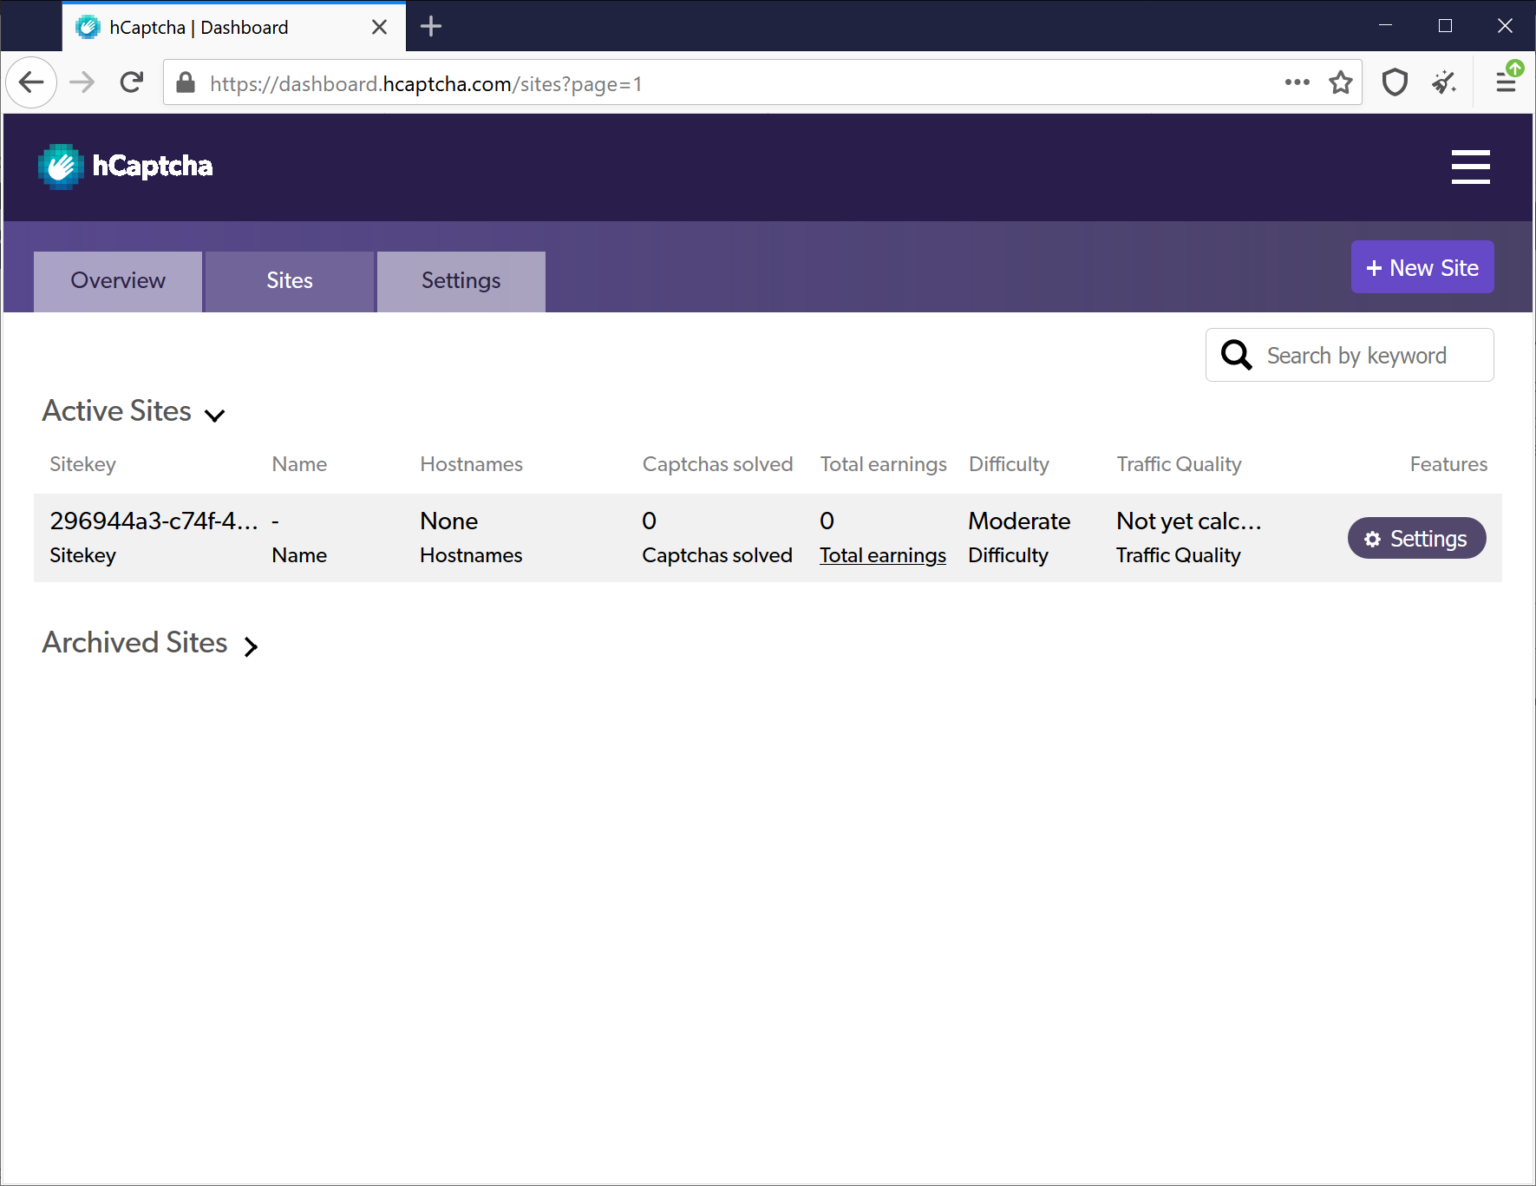 hCaptcha | Dashboard
https://dashboard.hcaptcha.com/sites?page=1
hCaptcha
Overview
Sites
Settings
+ New Site
Search by keyword
Active Sites
Sitekey Name Hostnames Captchas solved Total earnings Difficulty Traffic Quality Features
296944a3-c74f-4... - None 0 0 Moderate Not yet calc...
Sitekey Name Hostnames Captchas solved Total earnings Difficulty Traffic Quality
Settings
Archived Sites